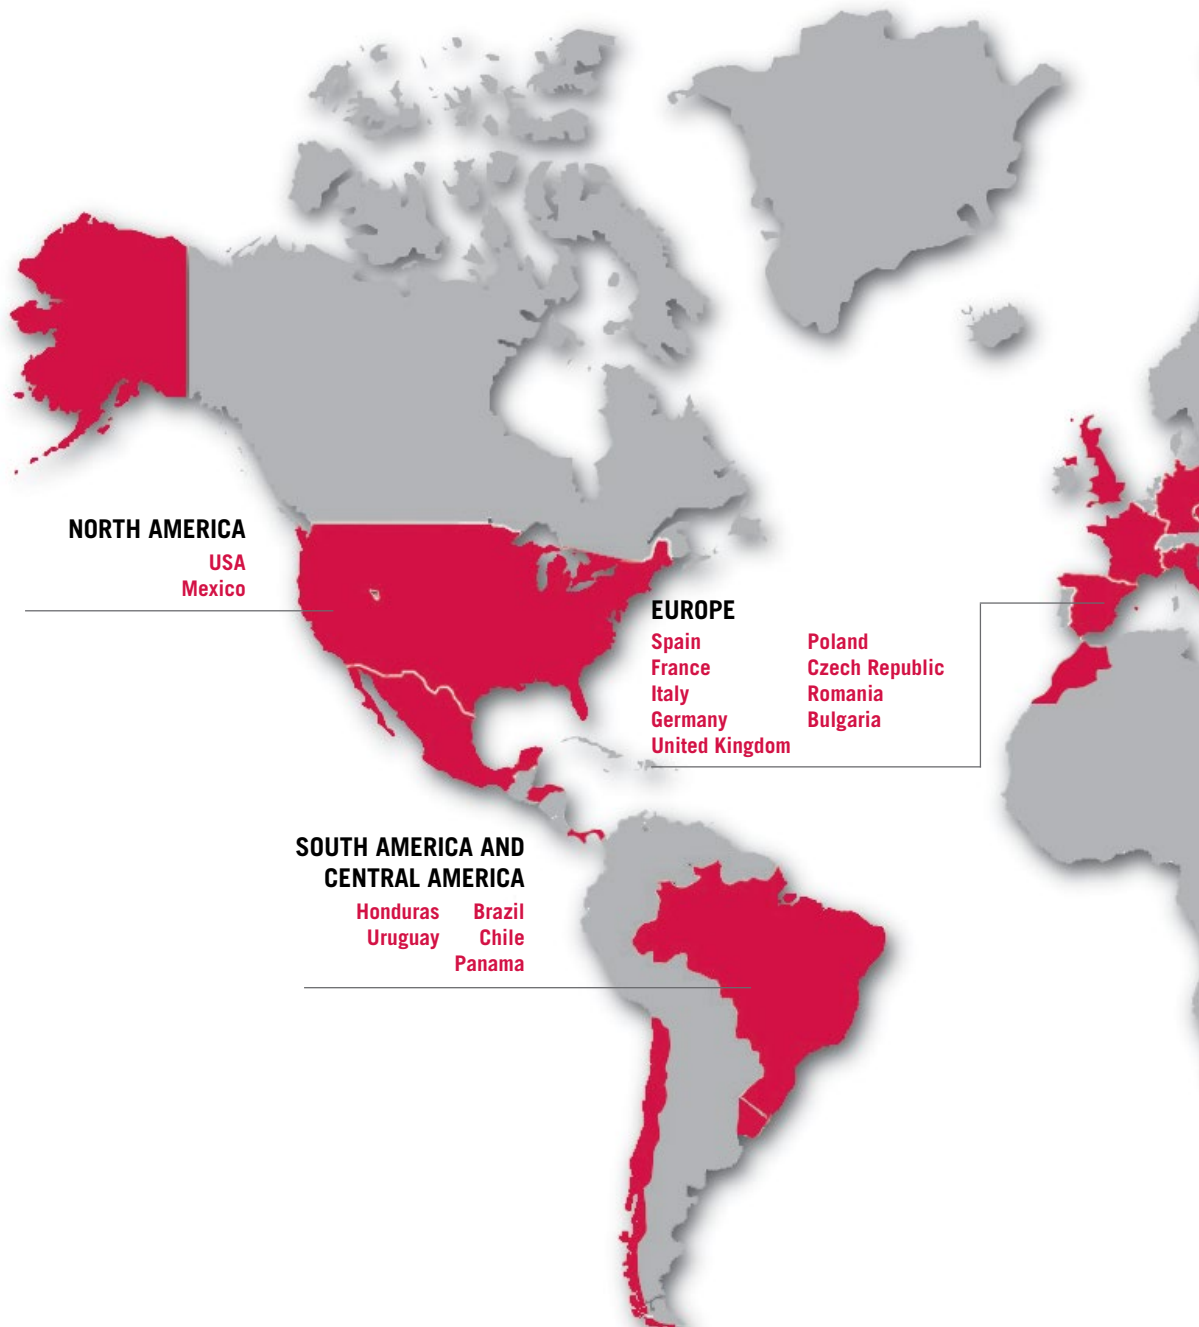 NORTH AMERICA
USA
Mexico
EUROPE
Spain
France
Italy
Germany
United Kingdom
Poland
Czech Republic
Romania
Bulgaria
SOUTH AMERICA AND
CENTRAL AMERICA
Honduras
Uruguay
Brazil
Chile
Panama